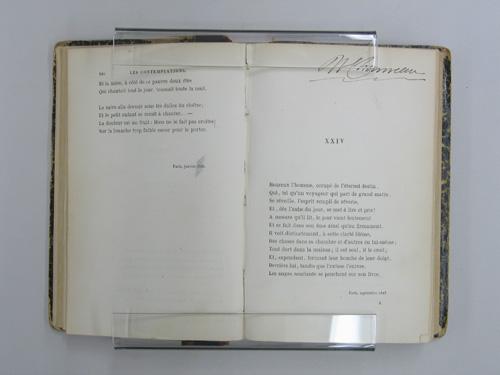 LES CONTEMPLATIONS.
Et la mère, à côté de ce pauvre doux être
Qui chantait tout le jour, toussait toute la nuit.
La mère alla dormir sous les dalles du cloître;
Et le petit enfant se remit à chanter... —
La douleur est un fruit: Dieu ne le fait pas croître
Sur la branche trop faible encor pour le porter.
Paris, janvier
XXIV
Heureux l'homme, occupé de l'éternel destin,
Qui, tel qu'un voyageur qui part de grand matin,
Se réveille, l'esprit rempli de rêverie,
Et, dès l'aube du jour, se met à lire et prie!
A mesure qu'il lit, le jour vient lentement
Et se fait dans son âme ainsi qu'au firmament.
Il voit distinctement, à cette clarté blême,
Des choses dans sa chambre et d'autres en lui-même;
Tout dort dans la maison; il est seul, il le croit;
Et, cependant, fermant leur bouche de leur doigt,
Derrière lui, tandis que l'extase l'enivre,
Les anges souriants se penchent sur son livre.
Paris, septembre 1842